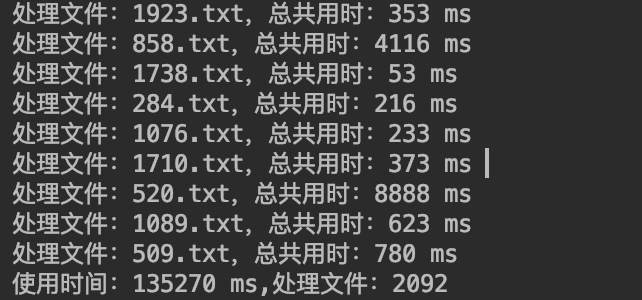 处理文件：1923.txt，总共用时：353 ms
处理文件：858.txt，总共用时：4116 ms
处理文件：1738.txt，总共用时：53 ms
处理文件：284.txt，总共用时：216 ms
处理文件：1076.txt，总共用时：233 ms
处理文件：1710.txt，总共用时：373 ms
处理文件：520.txt，总共用时：8888 ms
处理文件：1089.txt，总共用时：623 ms
处理文件：509.txt，总共用时：780 ms
使用时间：135270 ms,处理文件：2092